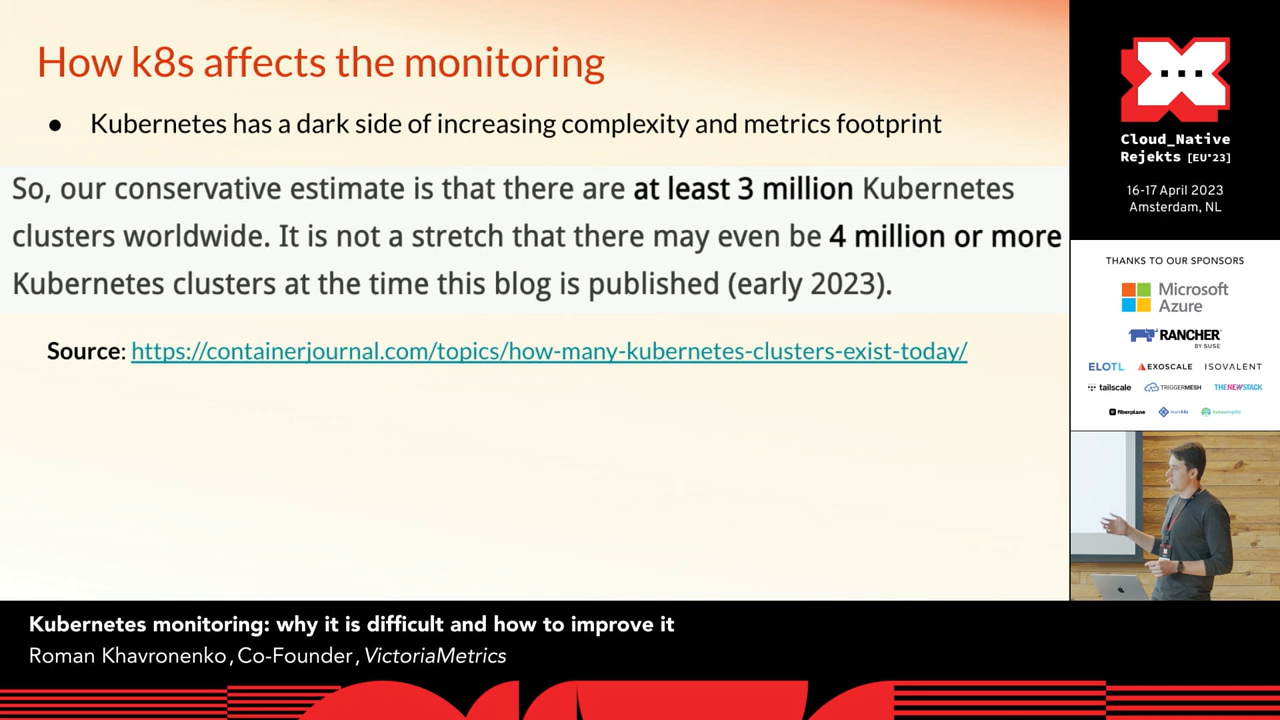 How k8s affects the monitoring
● Kubernetes has a dark side of increasing complexity and metrics footprint
So, our conservative estimate is that there are at least 3 million Kubernetes
clusters worldwide. It is not a stretch that there may even be 4 million or more
Kubernetes clusters at the time this blog is published (early 2023).
Source: https://containerjournal.com/topics/how-many-kubernetes-clusters-exist-today/
Cloud_Native
Rejekts [EU'23]
16-17 April 2023
Amsterdam, NL
THANKS TO OUR SPONSORS
Microsoft
Azure
RANCHER
BY SUSE
ELOTL EXOSCALE ISOVALENT
tailscale TRIGGERMESH THENEWSTACK
fiberplane learnk8s kubesimplify
Kubernetes monitoring: why it is difficult and how to improve it
Roman Khavronenko, Co-Founder, VictoriaMetrics